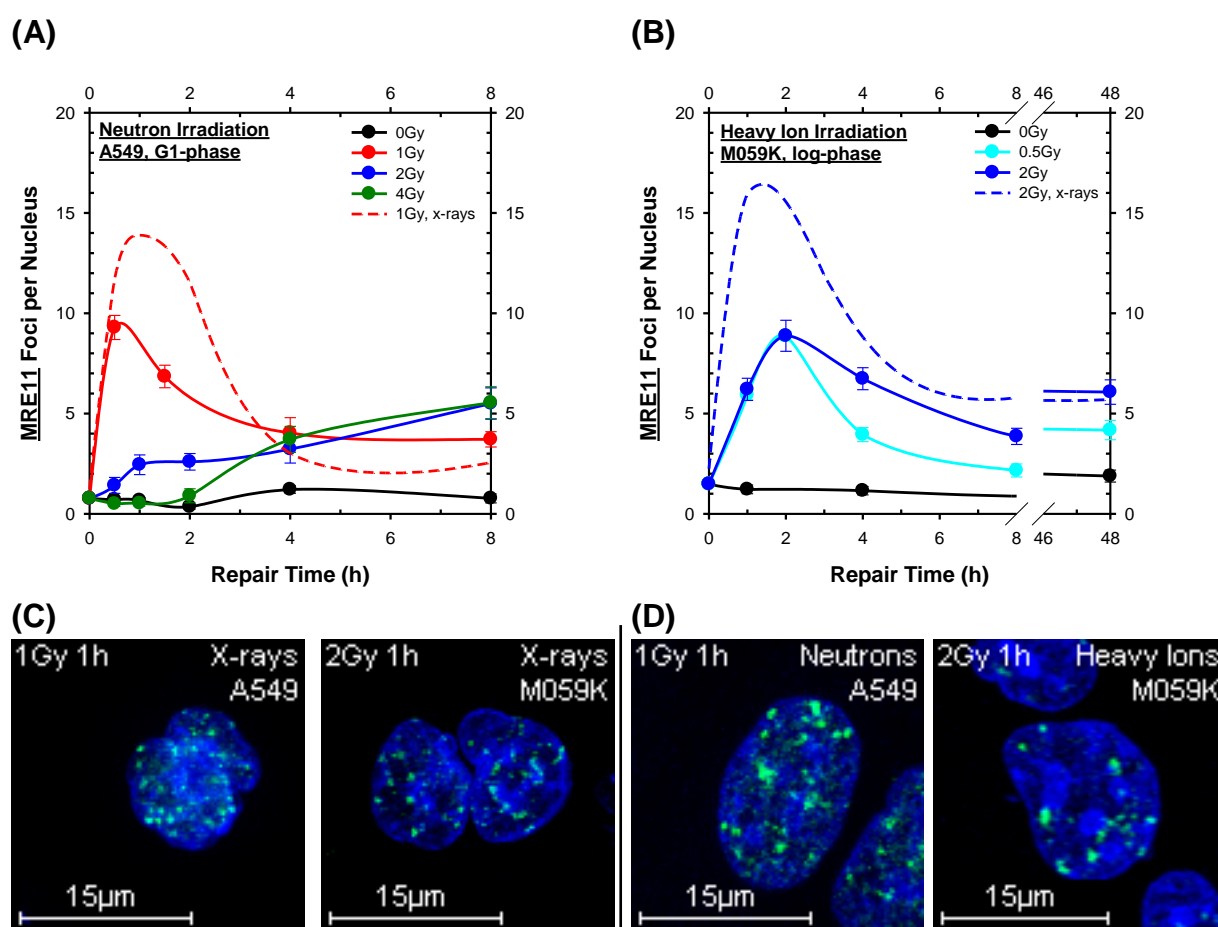 (A)
0 2 4 6 8
20
15
10
5
0
MRE11 Foci per Nucleus
Neutron Irradiation
A549, G1-phase
0Gy
1Gy
2Gy
4Gy
1Gy, x-rays
20
15
10
5
0
0 2 4 6 8
Repair Time (h)
(B)
0 2 4 6 8 46 48
20
15
10
5
0
MRE11 Foci per Nucleus
Heavy Ion Irradiation
M059K, log-phase
0Gy
0.5Gy
2Gy
2Gy, x-rays
20
15
10
5
0
0 2 4 6 8 46 48
Repair Time (h)
(C)
1Gy 1h X-rays
A549
15µm
2Gy 1h X-rays
M059K
15µm
(D)
1Gy 1h Neutrons
A549
15µm
2Gy 1h Heavy Ions
M059K
15µm